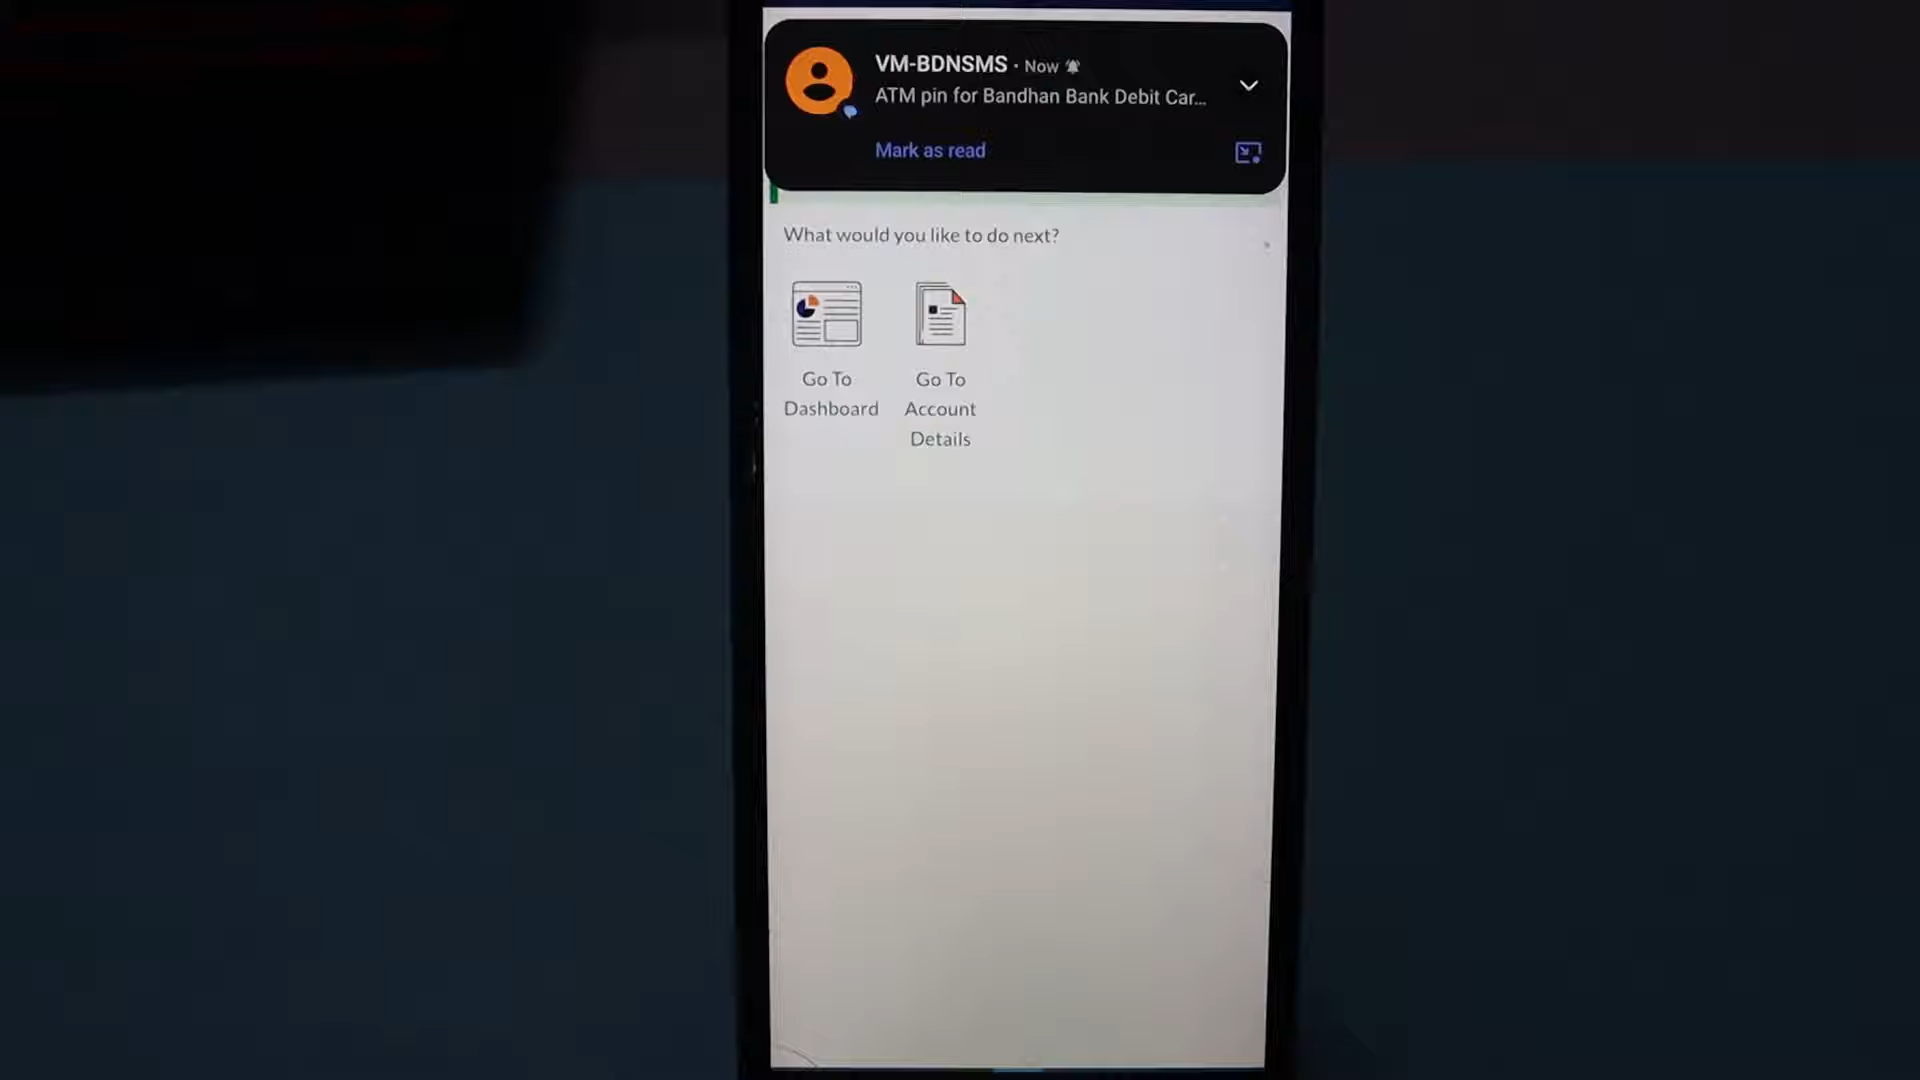 VM-BDNSMS · Now
ATM pin for Bandhan Bank Debit Car...
Mark as read
What would you like to do next?
Go To Dashboard
Go To Account Details